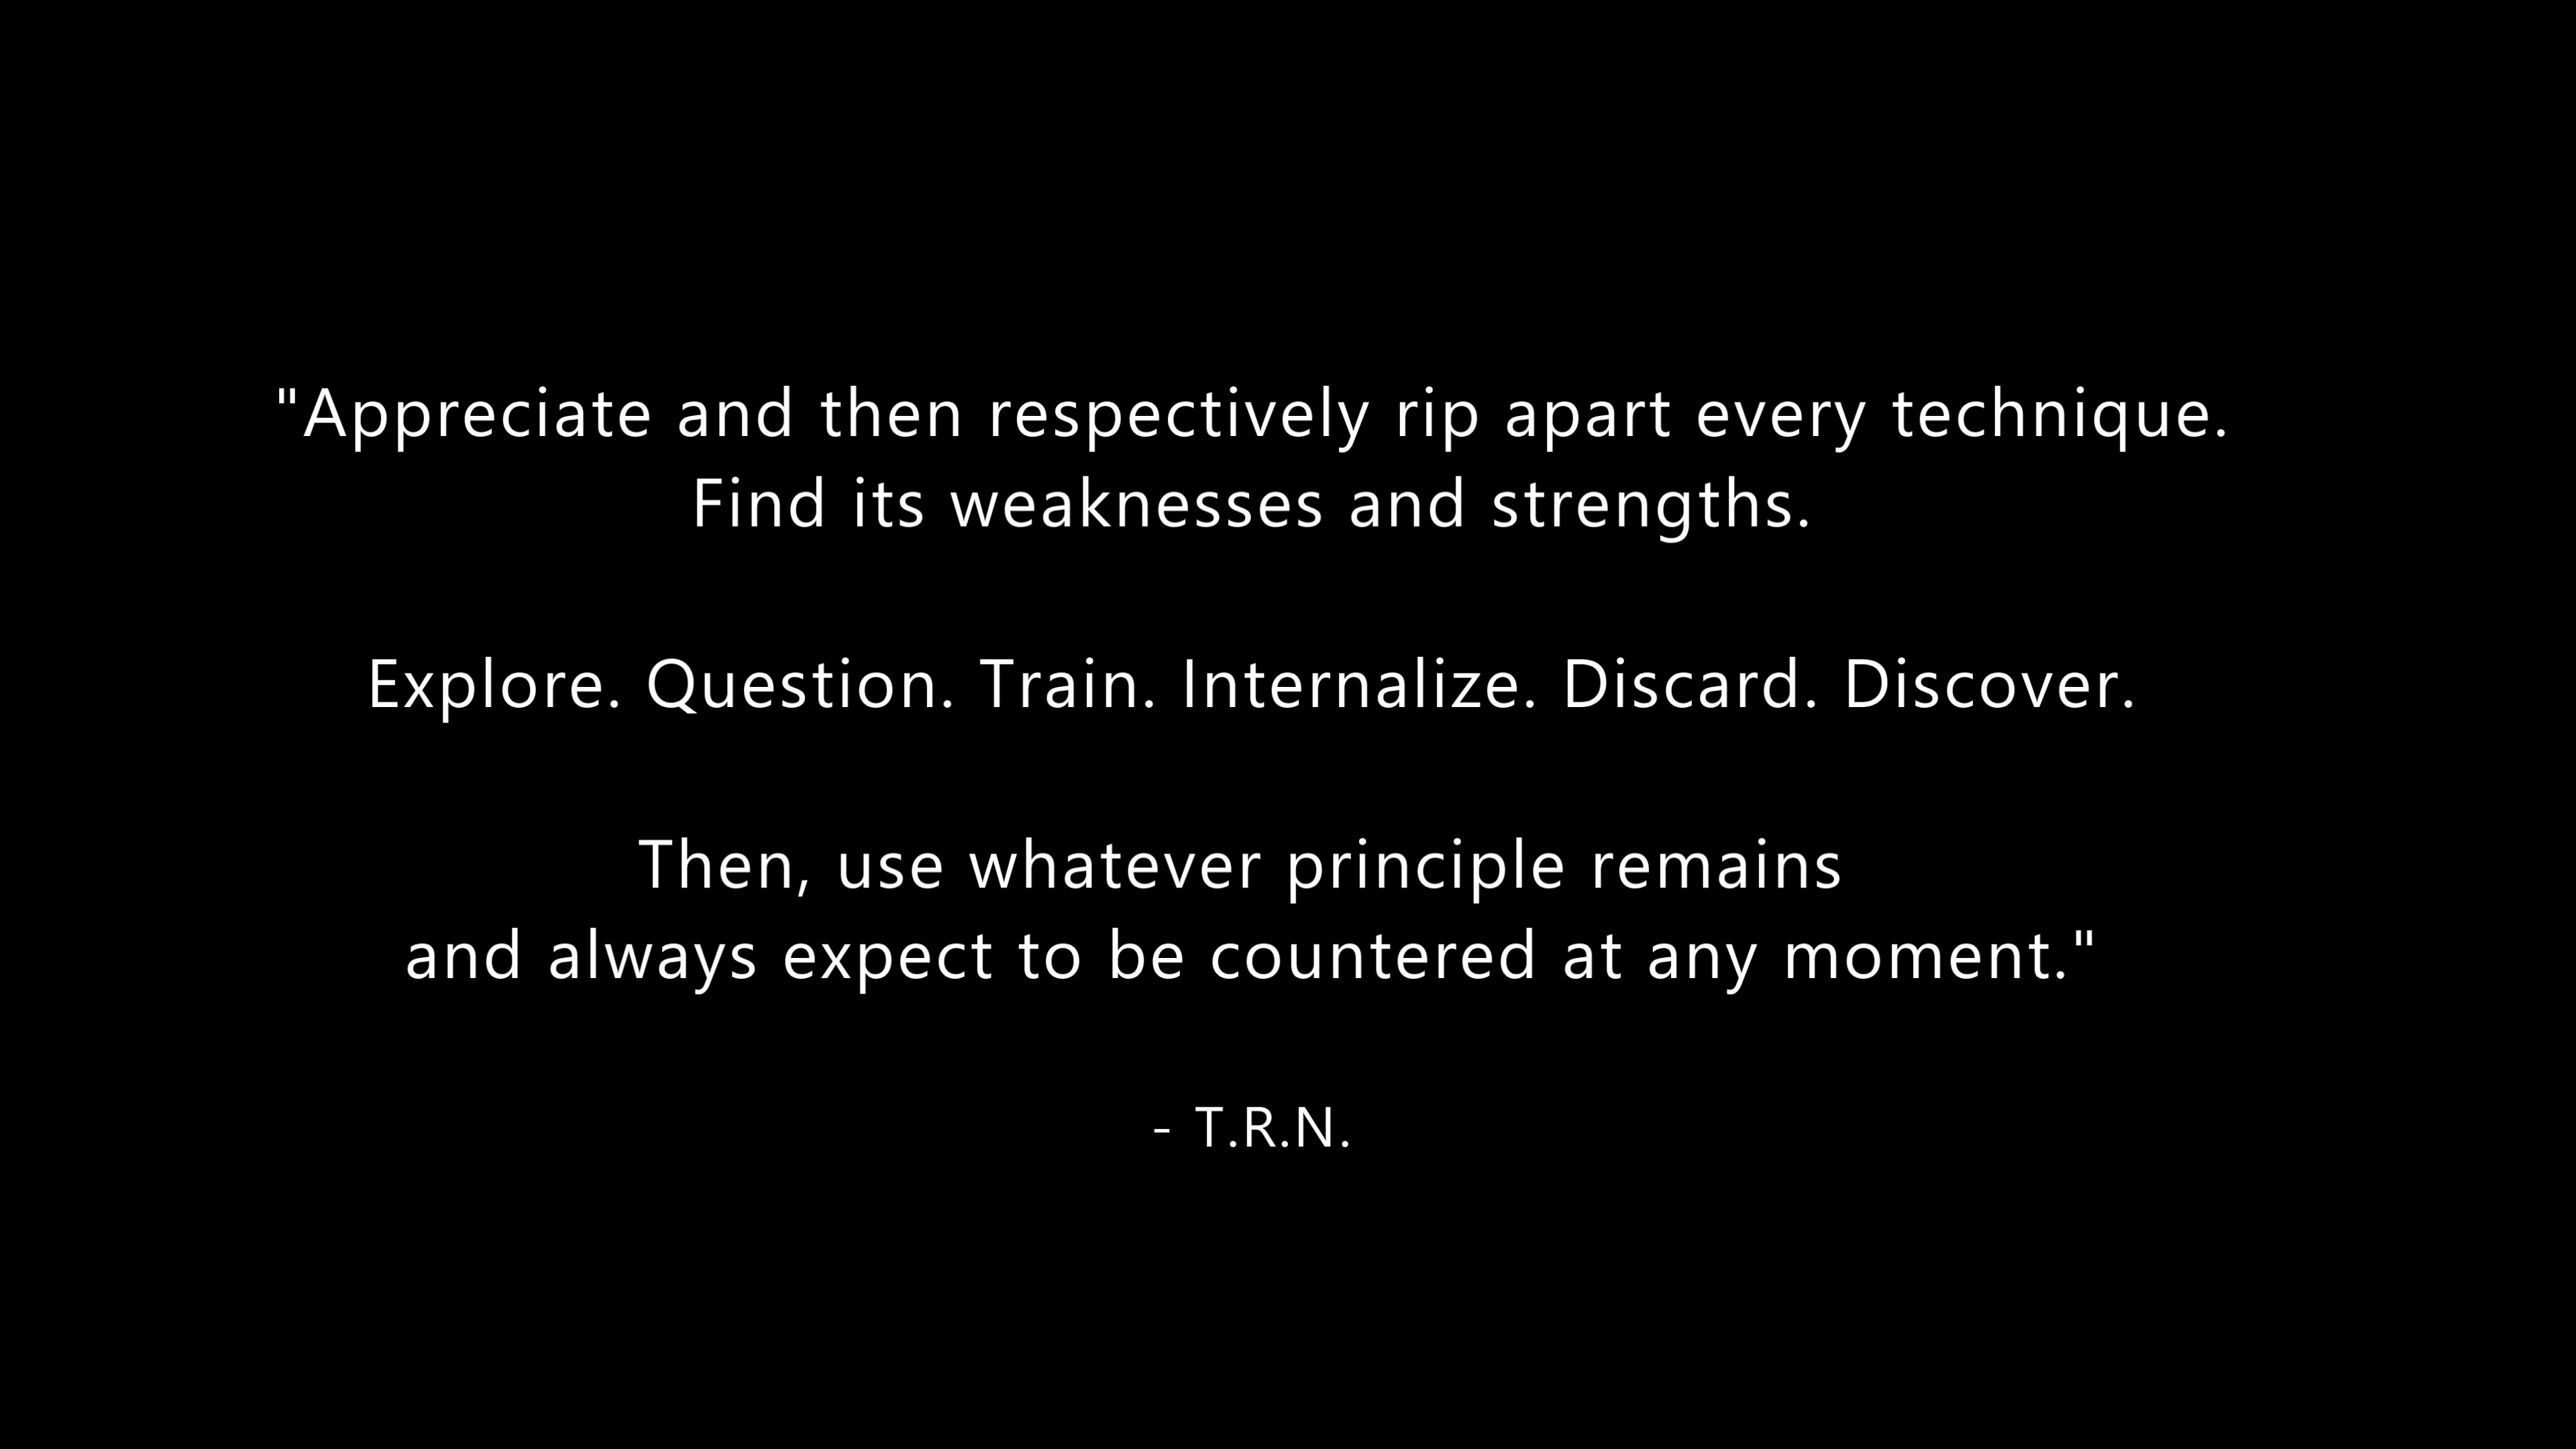 "Appreciate and then respectively rip apart every technique.
Find its weaknesses and strengths.
Explore. Question. Train. Internalize. Discard. Discover.
Then, use whatever principle remains
and always expect to be countered at any moment."
- T.R.N.